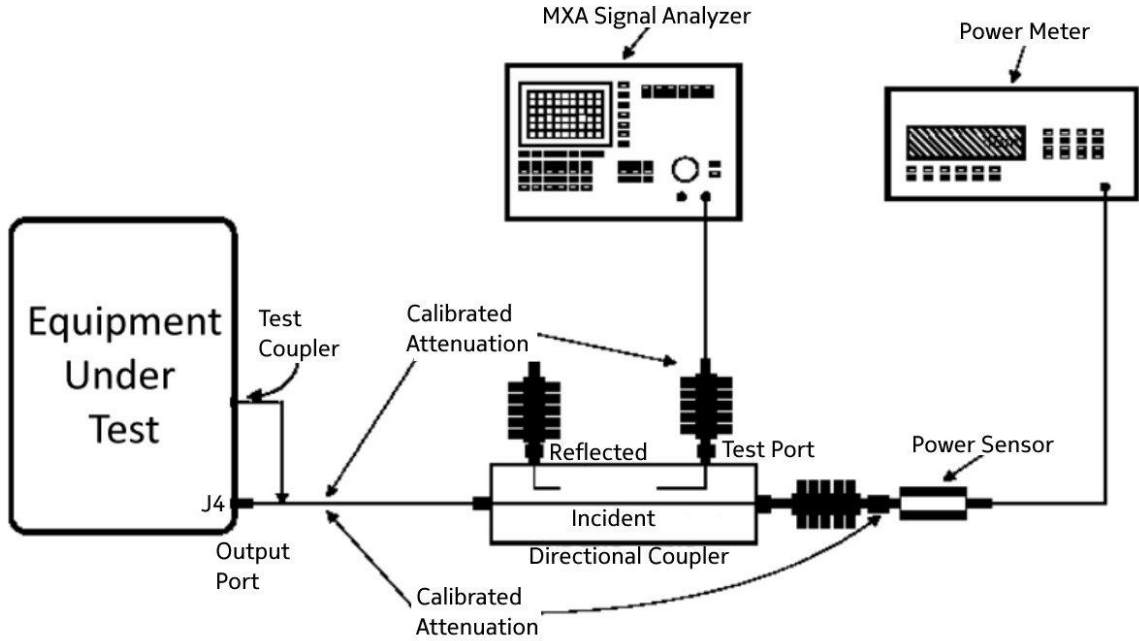 MXA Signal Analyzer
Power Meter
Equipment
Under
Test
Test
Coupler
Calibrated
Attenuation
Reflected
Test Port
Power Sensor
J4
Incident
Output
Port
Directional Coupler
Calibrated
Attenuation